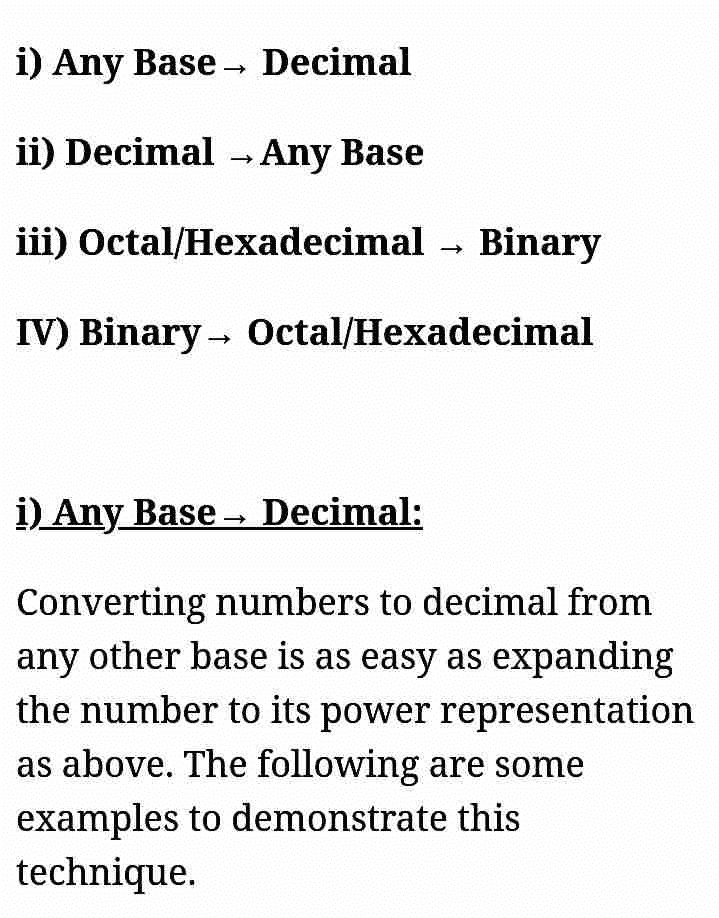 i) Any Base→ Decimal
ii) Decimal →Any Base
iii) Octal/Hexadecimal → Binary
IV) Binary→ Octal/Hexadecimal
i) Any Base→ Decimal:
Converting numbers to decimal from
any other base is as easy as expanding
the number to its power representation
as above. The following are some
examples to demonstrate this
technique.